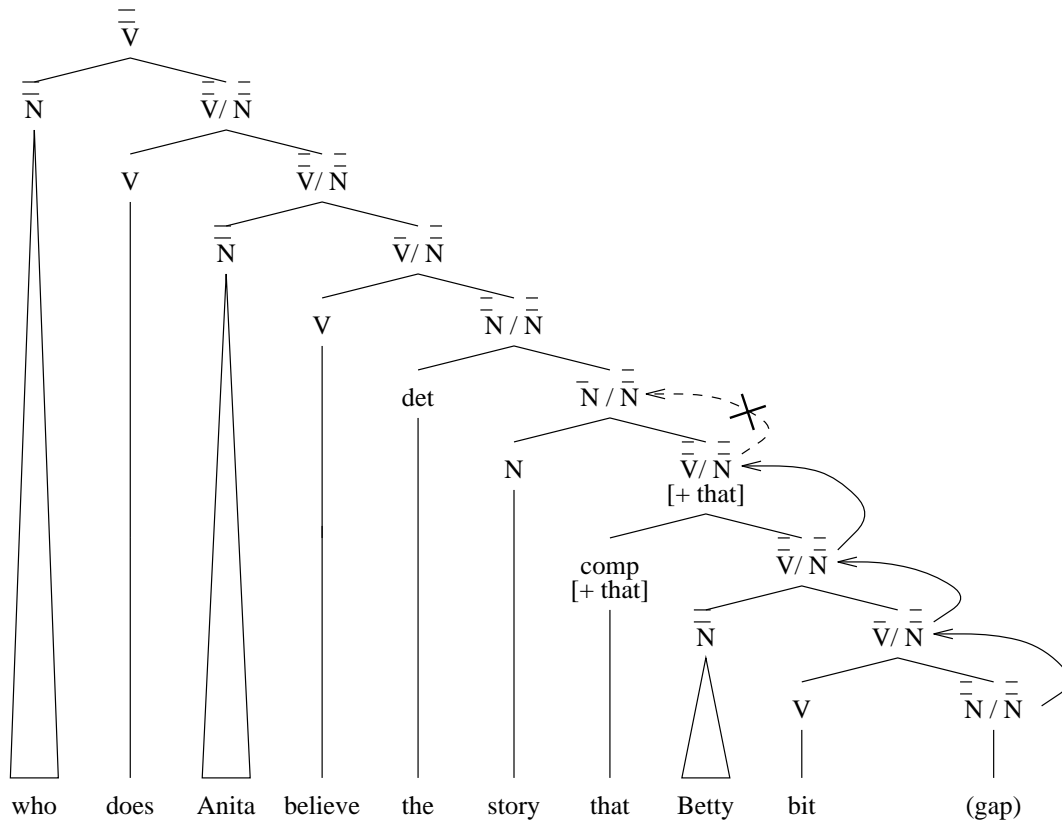 V̿
N̿ V̿/ N̿
V V̿/ N̿
N̿ V̄/ N̿
V N̿ / N̿
det N̄ / N̿
N V̿/ N̿
[+ that]
comp V̿/ N̿
[+ that]
N̿ V̄/ N̿
V N̿ / N̿
who does Anita believe the story that Betty bit (gap)